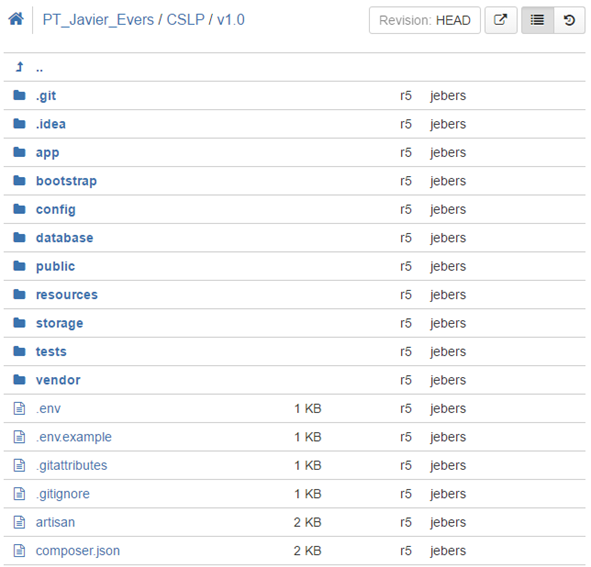 PT_Javier_Evers / CSLP / v1.0 Revision: HEAD
..
.git r5 jebers
.idea r5 jebers
app r5 jebers
bootstrap r5 jebers
config r5 jebers
database r5 jebers
public r5 jebers
resources r5 jebers
storage r5 jebers
tests r5 jebers
vendor r5 jebers
.env 1 KB r5 jebers
.env.example 1 KB r5 jebers
.gitattributes 1 KB r5 jebers
.gitignore 1 KB r5 jebers
artisan 2 KB r5 jebers
composer.json 2 KB r5 jebers